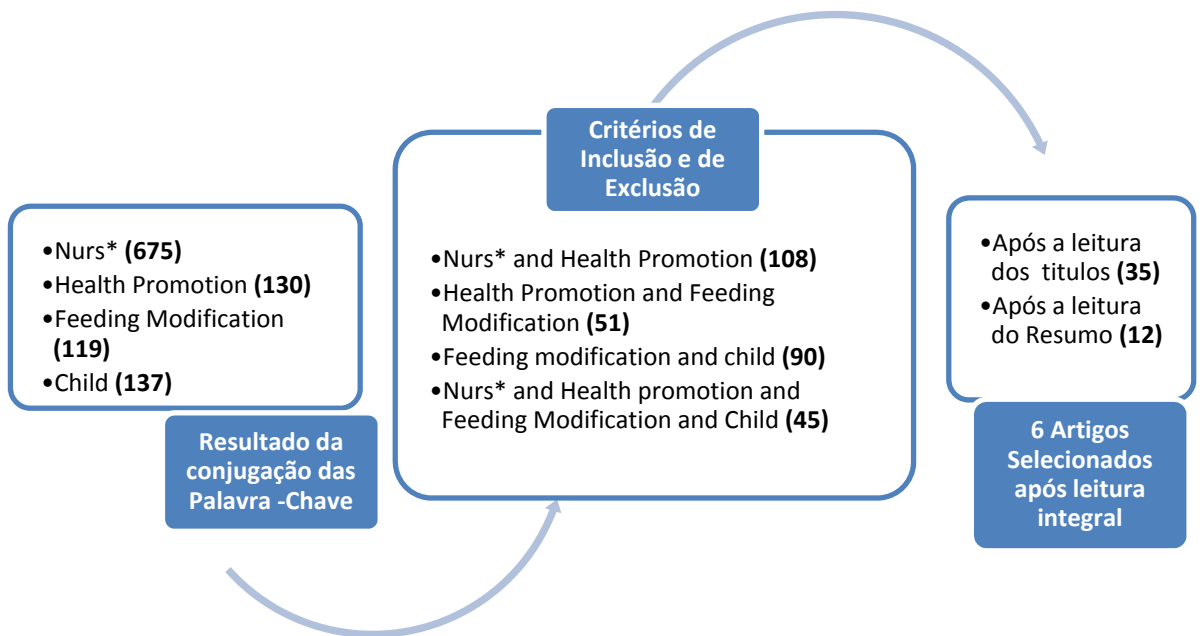 •Nurs* (675)
•Health Promotion (130)
•Feeding Modification
(119)
•Child (137)
Resultado da
conjugação das
Palavra -Chave
Critérios de
Inclusão e de
Exclusão
•Nurs* and Health Promotion (108)
•Health Promotion and Feeding
Modification (51)
•Feeding modification and child (90)
•Nurs* and Health promotion and
Feeding Modification and Child (45)
•Após a leitura
dos titulos (35)
•Após a leitura
do Resumo (12)
6 Artigos
Selecionados
após leitura
integral